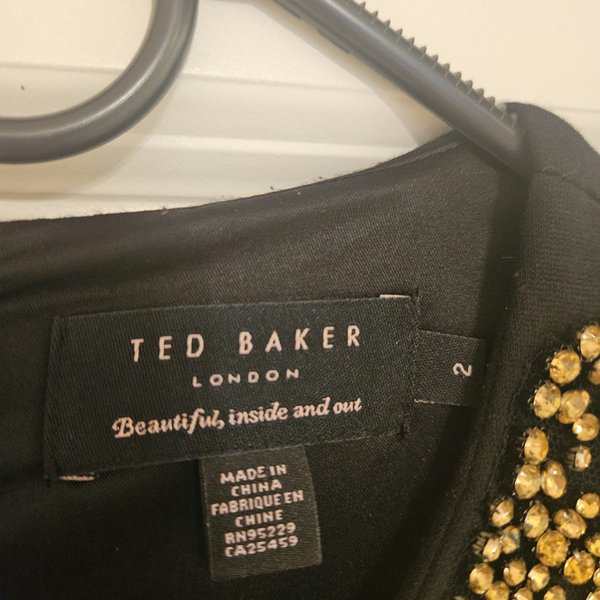 TED BAKER
LONDON
Beautiful, inside and out
2
MADE IN
CHINA
FABRIQUE EN
CHINE
RN95229
CA25459